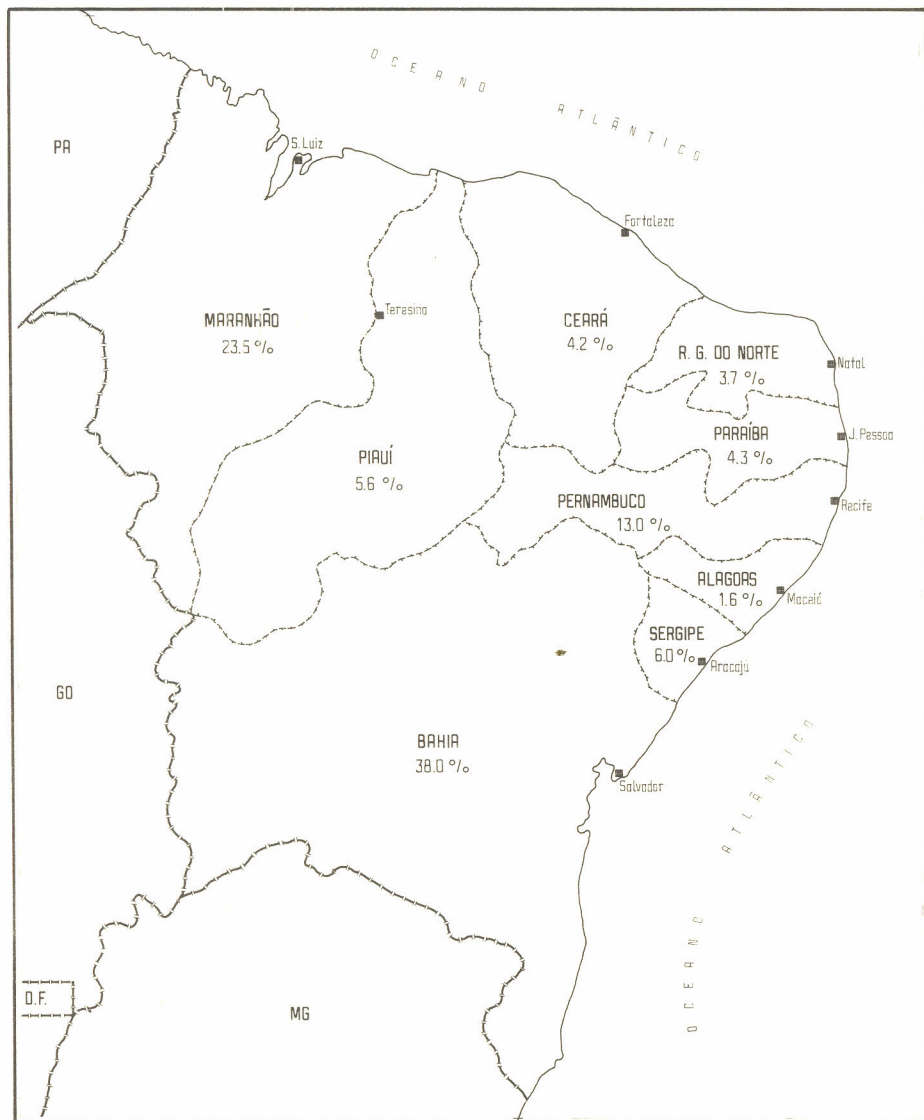 OCEANO ATLÂNTICO
PA
S. Luiz
Fortaleza
MARANHÃO
23.5 %
Teresina
CEARÁ
4.2 %
R. G. DO NORTE
3.7 %
Natal
PARAÍBA
4.3 %
J. Pessoa
PIAUÍ
5.6 %
PERNAMBUCO
13.0 %
Recife
ALAGOAS
1.6 %
Maceió
SERGIPE
6.0 %
Aracajú
GO
BAHIA
38.0 %
Salvador
OCEANO ATLÂNTICO
D.F.
MG